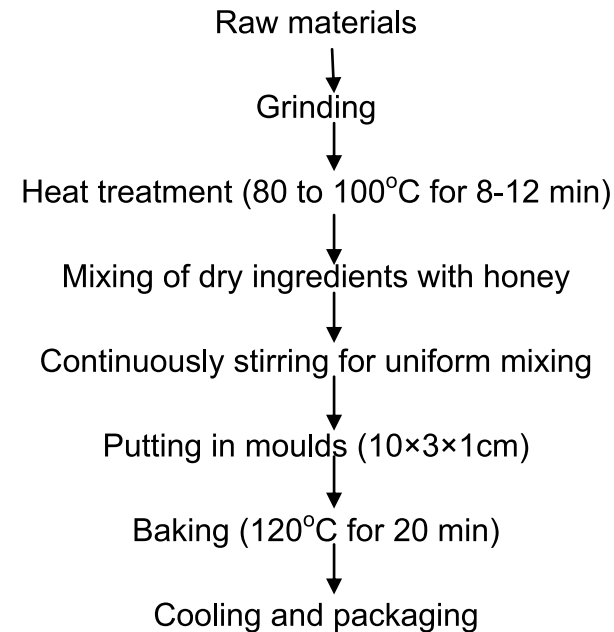 Raw materials
Grinding
Heat treatment (80 to 100°C for 8-12 min)
Mixing of dry ingredients with honey
Continuously stirring for uniform mixing
Putting in moulds (10×3×1cm)
Baking (120°C for 20 min)
Cooling and packaging